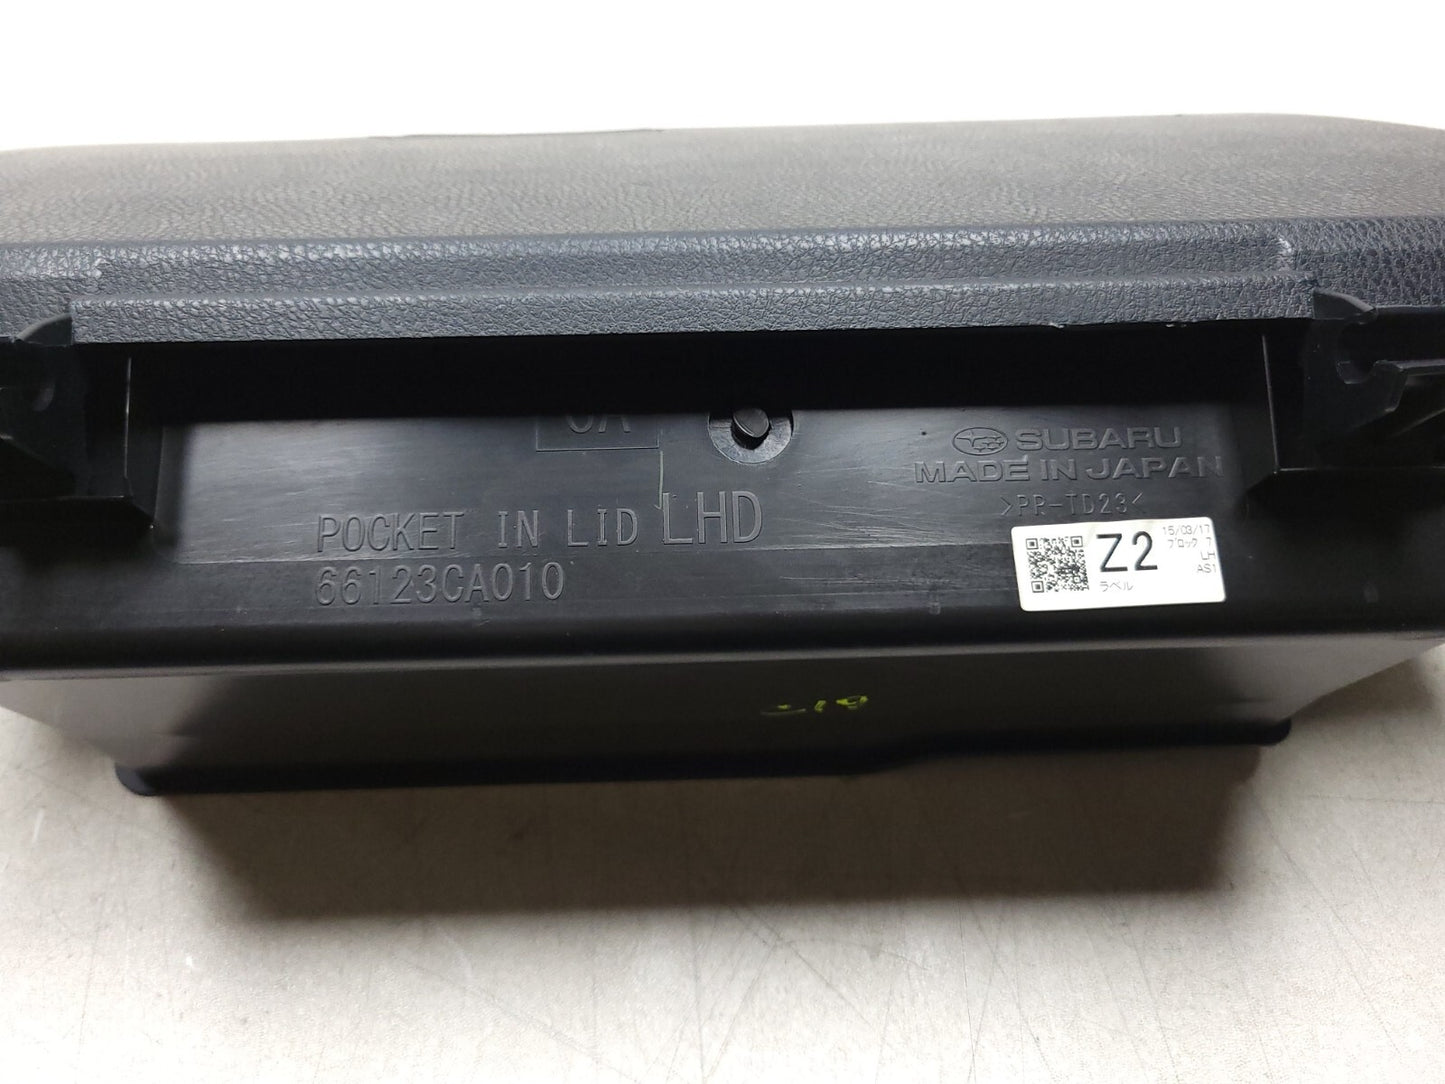 SUBARU
MADE IN JAPAN
>PR-TD23<
POCKET IN LID LHD
66123CA010
Z2
ラベル
15/03/17
ブロック 7
LH
AS1